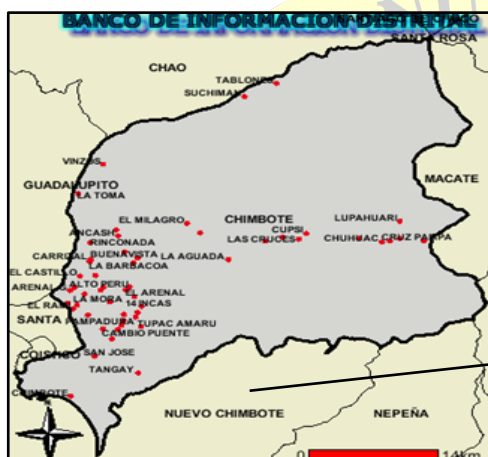 BANCO DE INFORMACION DISTRITAL
SANTA ROSA
CHAO
TABLONES
SUCHIMAN
VINZOS
MACATE
GUADALUPITO
LA TOMA
EL MILAGRO
CHIMBOTE
LUPAHUARI
ANCASH
CUPSI
RINCONADA
LAS CRUCES
CHUHUAC
CRUZ PAMPA
CARRIZAL
BUENAVISTA
LA AGUADA
LA BARBACOA
EL CASTILLO
ARENAL
ALTO PERU
LA MORA
EL ARENAL
14 INCAS
SANTA
PAMPADURA
TUPAC AMARU
CAMBIO PUENTE
COISHCO
SAN JOSE
TANGAY
CHIMBOTE
NUEVO CHIMBOTE
NEPEÑA
0
14km